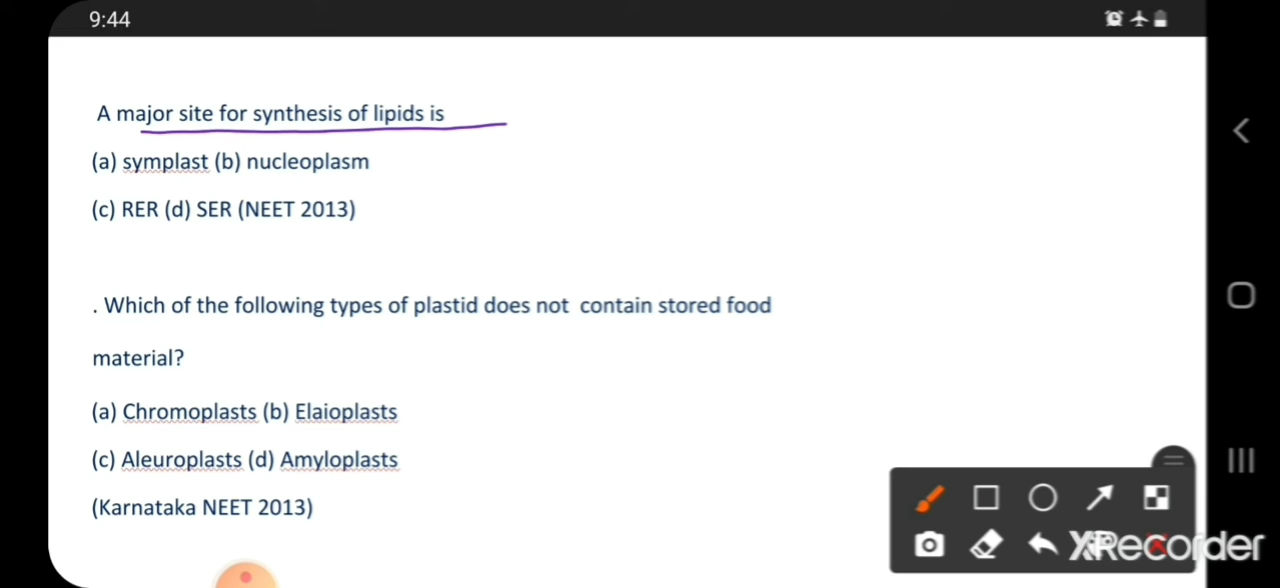 9:44
A major site for synthesis of lipids is
(a) symplast (b) nucleoplasm
(c) RER (d) SER (NEET 2013)
. Which of the following types of plastid does not contain stored food
material?
(a) Chromoplasts (b) Elaioplasts
(c) Aleuroplasts (d) Amyloplasts
(Karnataka NEET 2013)
XRecorder